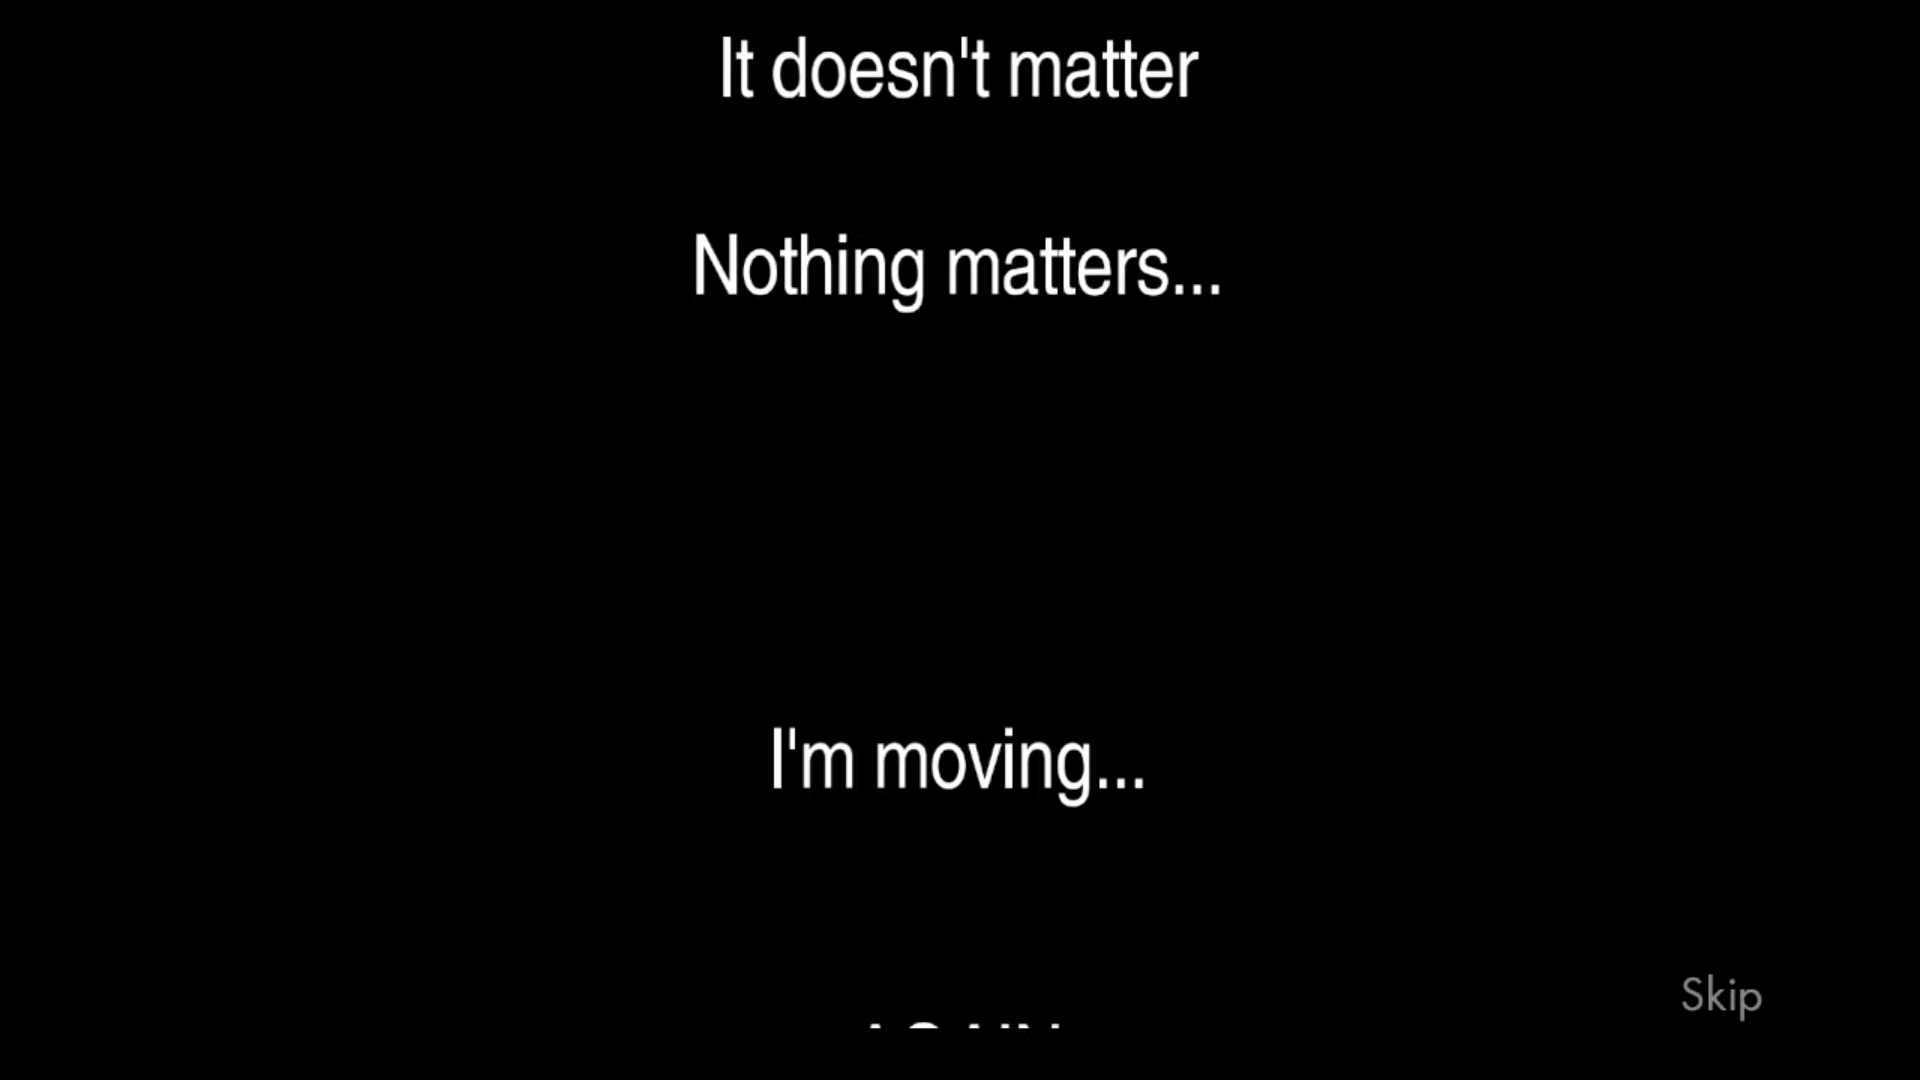 It doesn't matter
Nothing matters...
I'm moving...
Skip